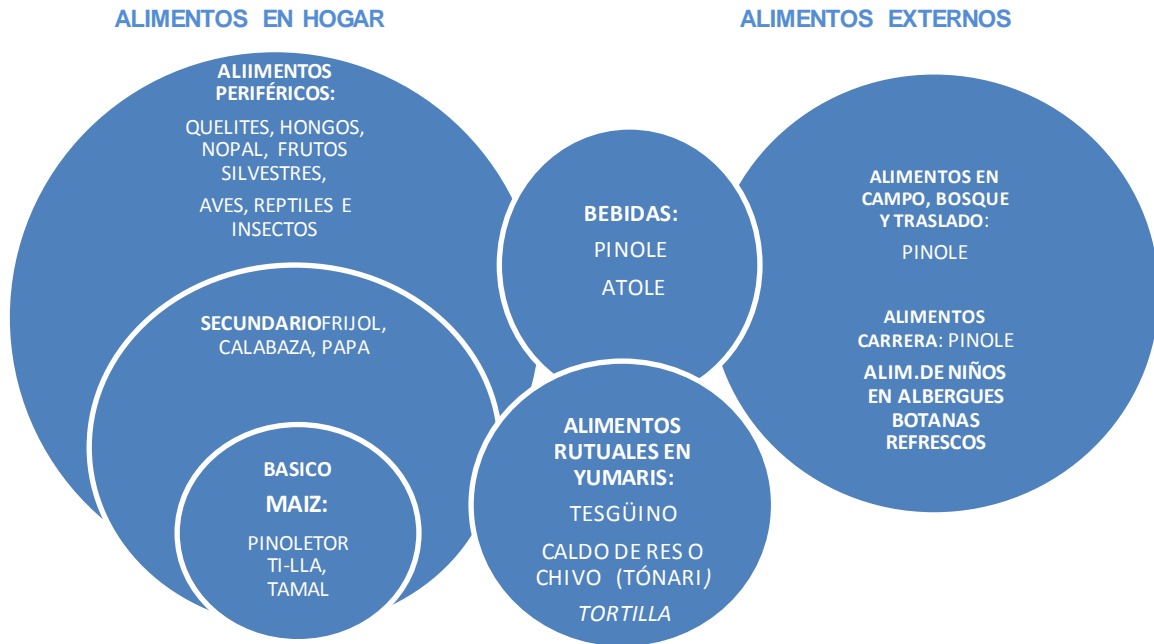 ALIMENTOS EN HOGAR
ALIMENTOS EXTERNOS
ALIIMENTOS
PERIFÉRICOS:
QUELITES, HONGOS,
NOPAL, FRUTOS
SILVESTRES,
AVES, REPTILES E
INSECTOS
SECUNDARIOFRIJOL,
CALABAZA, PAPA
BASICO
MAIZ:
PINOLETOR
TI-LLA,
TAMAL
BEBIDAS:
PINOLE
ATOLE
ALIMENTOS
RUTUALES EN
YUMARIS:
TESGÜINO
CALDO DE RES O
CHIVO (TÓNARI)
TORTILLA
ALIMENTOS EN
CAMPO, BOSQUE
Y TRASLADO:
PINOLE
ALIMENTOS
CARRERA: PINOLE
ALIM.DE NIÑOS
EN ALBERGUES
BOTANAS
REFRESCOS